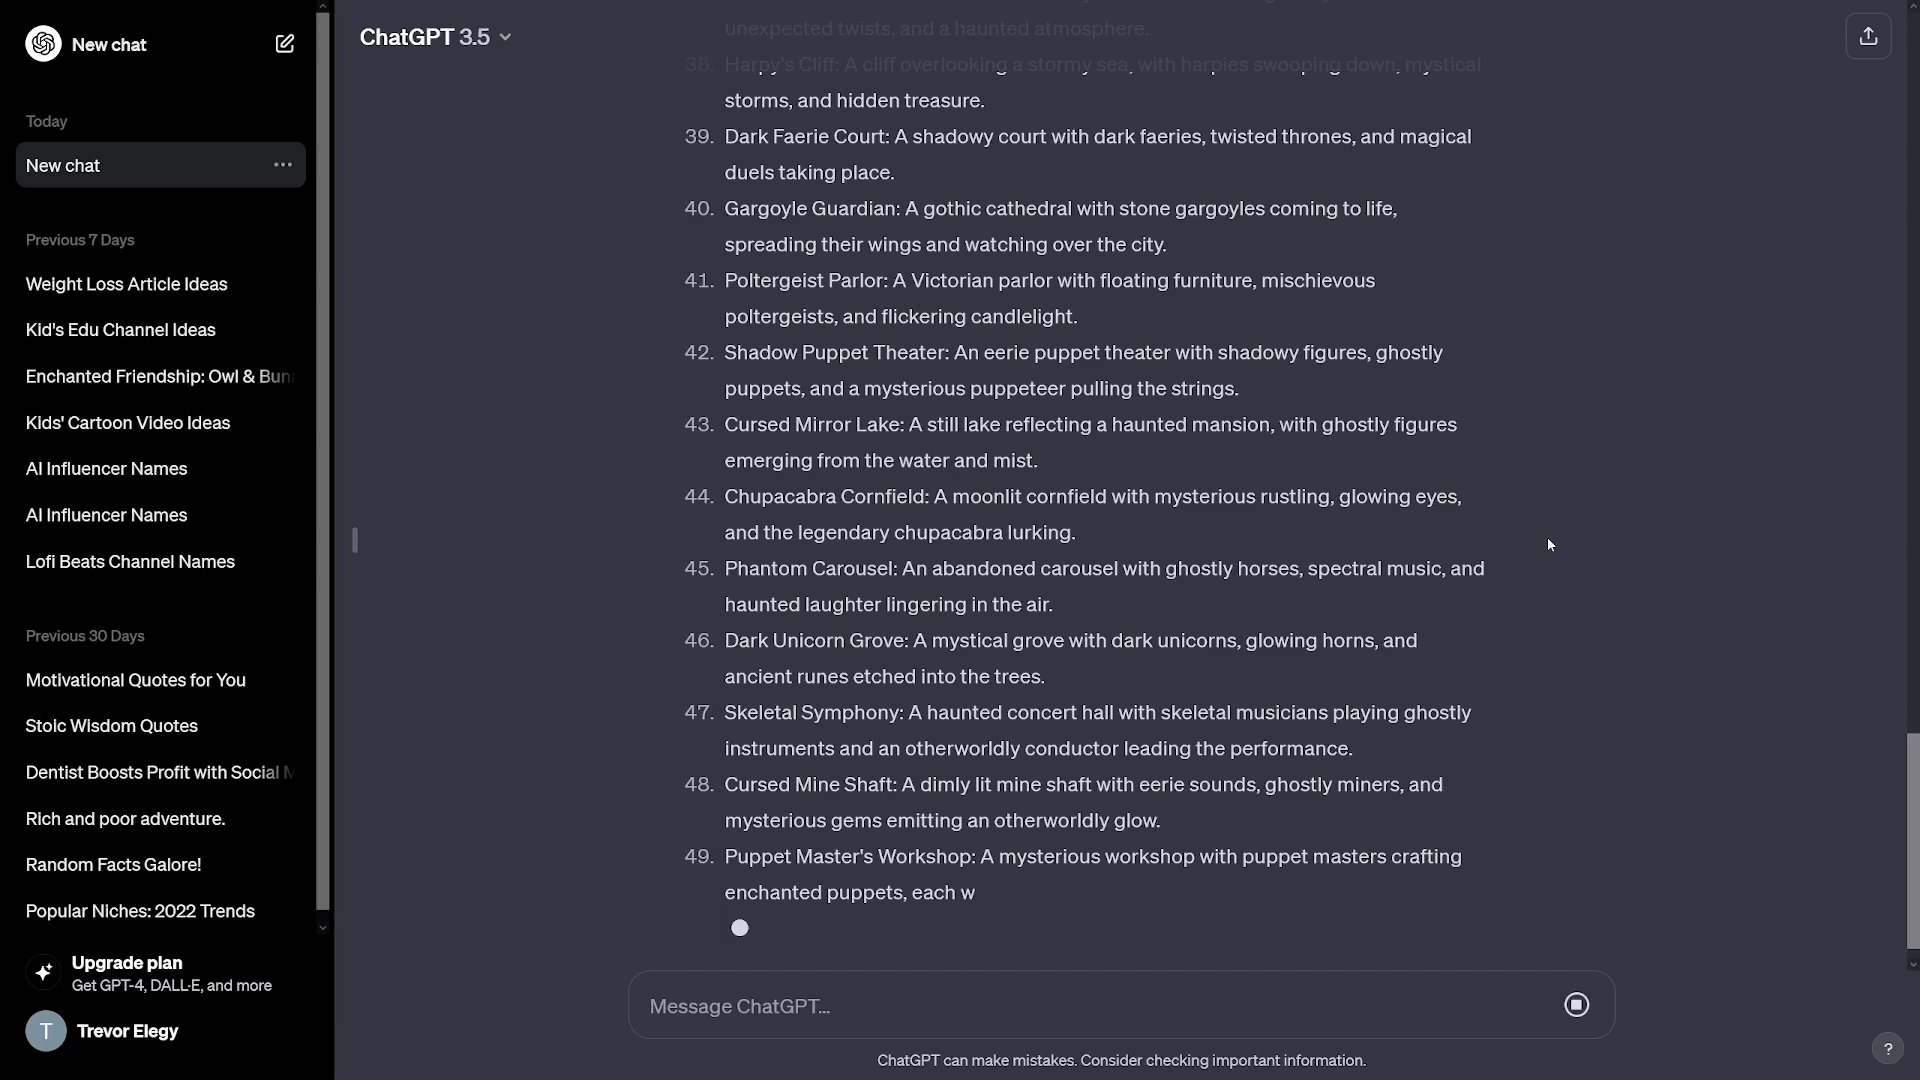 New chat
Today
New chat
Previous 7 Days
Weight Loss Article Ideas
Kid's Edu Channel Ideas
Enchanted Friendship: Owl & Bun
Kids' Cartoon Video Ideas
AI Influencer Names
AI Influencer Names
Lofi Beats Channel Names
Previous 30 Days
Motivational Quotes for You
Stoic Wisdom Quotes
Dentist Boosts Profit with Social M
Rich and poor adventure.
Random Facts Galore!
Popular Niches: 2022 Trends
Upgrade plan
Get GPT-4, DALL·E, and more
T Trevor Elegy
ChatGPT 3.5
unexpected twists, and a haunted atmosphere.
38. Harpy's Cliff: A cliff overlooking a stormy sea, with harpies swooping down, mystical
storms, and hidden treasure.
39. Dark Faerie Court: A shadowy court with dark faeries, twisted thrones, and magical
duels taking place.
40. Gargoyle Guardian: A gothic cathedral with stone gargoyles coming to life,
spreading their wings and watching over the city.
41. Poltergeist Parlor: A Victorian parlor with floating furniture, mischievous
poltergeists, and flickering candlelight.
42. Shadow Puppet Theater: An eerie puppet theater with shadowy figures, ghostly
puppets, and a mysterious puppeteer pulling the strings.
43. Cursed Mirror Lake: A still lake reflecting a haunted mansion, with ghostly figures
emerging from the water and mist.
44. Chupacabra Cornfield: A moonlit cornfield with mysterious rustling, glowing eyes,
and the legendary chupacabra lurking.
45. Phantom Carousel: An abandoned carousel with ghostly horses, spectral music, and
haunted laughter lingering in the air.
46. Dark Unicorn Grove: A mystical grove with dark unicorns, glowing horns, and
ancient runes etched into the trees.
47. Skeletal Symphony: A haunted concert hall with skeletal musicians playing ghostly
instruments and an otherworldly conductor leading the performance.
48. Cursed Mine Shaft: A dimly lit mine shaft with eerie sounds, ghostly miners, and
mysterious gems emitting an otherworldly glow.
49. Puppet Master's Workshop: A mysterious workshop with puppet masters crafting
enchanted puppets, each w
Message ChatGPT...
ChatGPT can make mistakes. Consider checking important information.
?